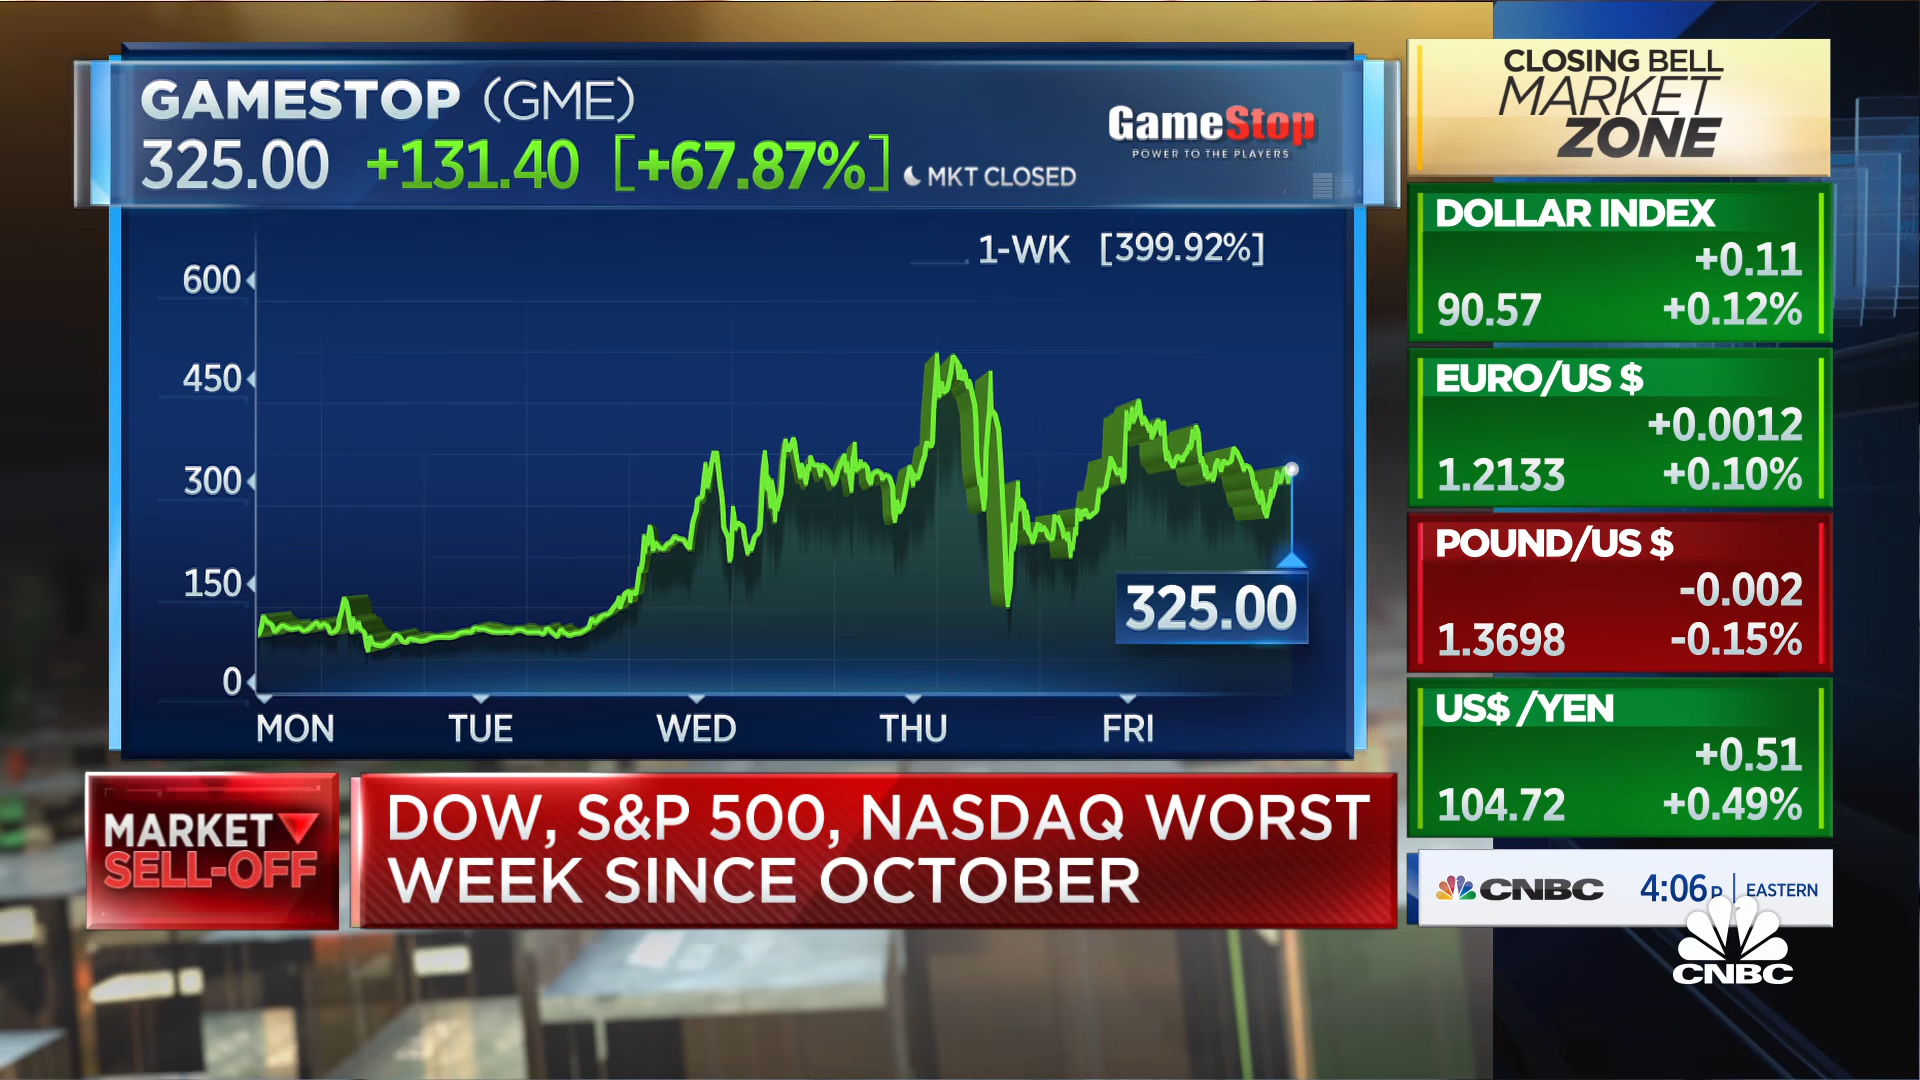 GAMESTOP (GME)
325.00 +131.40 [+67.87%] MKT CLOSED
GameStop
POWER TO THE PLAYERS
1-WK [399.92%]
600
450
300
150
0
325.00
MON TUE WED THU FRI
MARKET
SELL-OFF
DOW, S&P 500, NASDAQ WORST
WEEK SINCE OCTOBER
CLOSING BELL
MARKET
ZONE
DOLLAR INDEX
+0.11
90.57 +0.12%
EURO/US $
+0.0012
1.2133 +0.10%
POUND/US $
-0.002
1.3698 -0.15%
US$ /YEN
+0.51
104.72 +0.49%
CNBC 4:06P EASTERN
CNBC